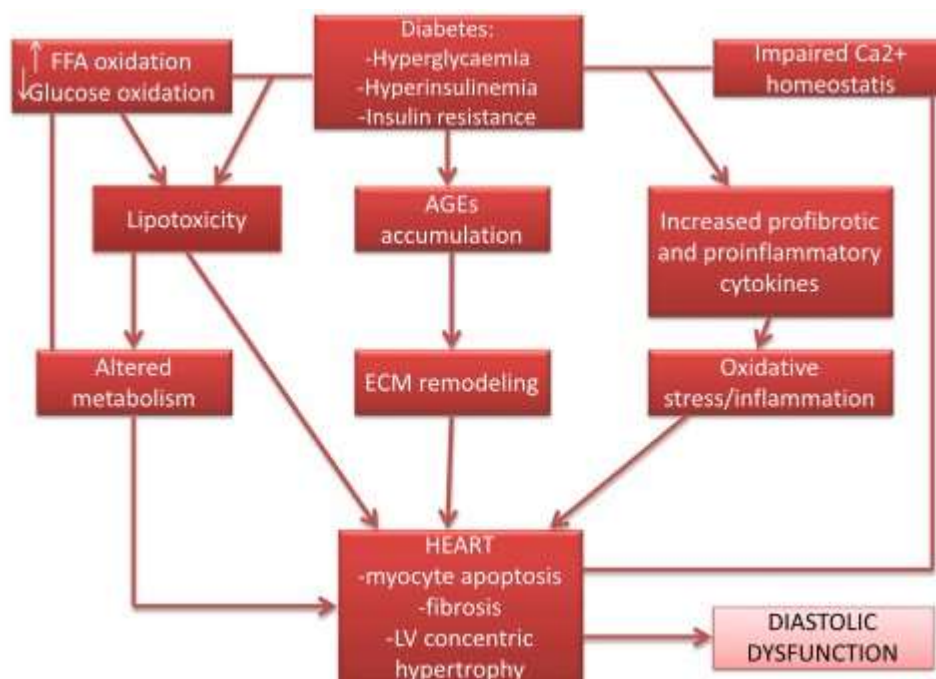 ↑ FFA oxidation
↓Glucose oxidation
Diabetes:
-Hyperglycaemia
-Hyperinsulinemia
-Insulin resistance
Impaired Ca2+
homeostatis
Lipotoxicity
AGEs
accumulation
Increased profibrotic
and proinflammatory
cytokines
Altered
metabolism
ECM remodeling
Oxidative
stress/inflammation
HEART
-myocyte apoptosis
-fibrosis
-LV concentric
hypertrophy
DIASTOLIC
DYSFUNCTION